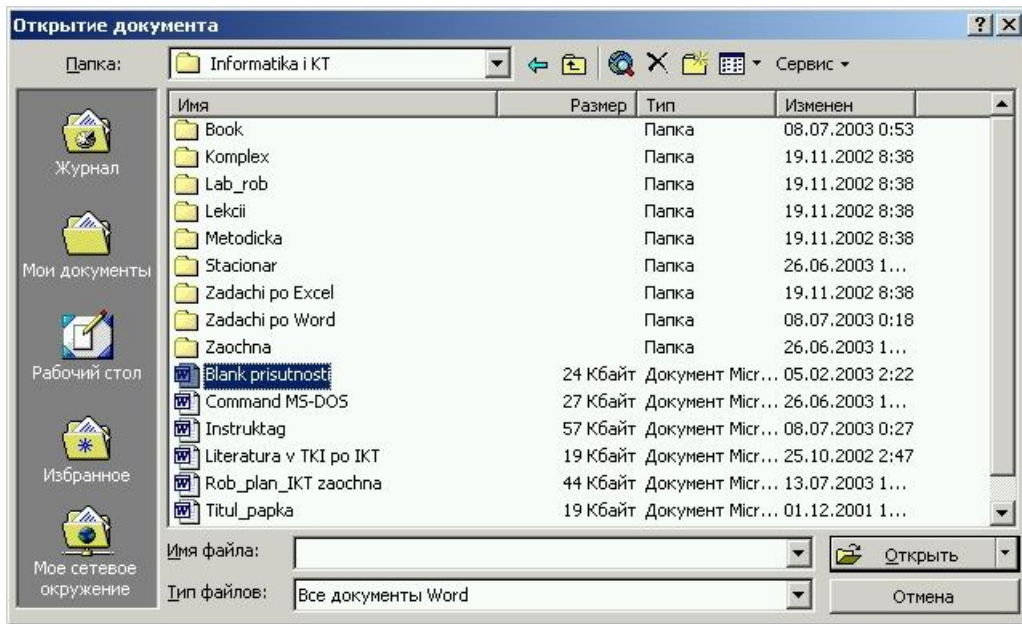 Открытие документа
Папка: Informatika i KT Сервис
Имя Размер Тип Изменен
Book Папка 08.07.2003 0:53
Komplex Папка 19.11.2002 8:38
Lab_rob Папка 19.11.2002 8:38
Lekcii Папка 19.11.2002 8:38
Metodicka Папка 19.11.2002 8:38
Stacionar Папка 26.06.2003 1...
Zadachi po Excel Папка 19.11.2002 8:38
Zadachi po Word Папка 08.07.2003 0:18
Zaochna Папка 26.06.2003 1...
Blank prisutnosti 24 Кбайт Документ Micr... 05.02.2003 2:22
Command MS-DOS 27 Кбайт Документ Micr... 26.06.2003 1...
Instruktag 57 Кбайт Документ Micr... 08.07.2003 0:27
Literatura v TKI po IKT 19 Кбайт Документ Micr... 25.10.2002 2:47
Rob_plan_IKT zaochna 44 Кбайт Документ Micr... 13.07.2003 1...
Titul_papka 19 Кбайт Документ Micr... 01.12.2001 1...
Журнал
Мои документы
Рабочий стол
Избранное
Мое сетевое
окружение
Имя файла: Открыть
Тип файлов: Все документы Word Отмена